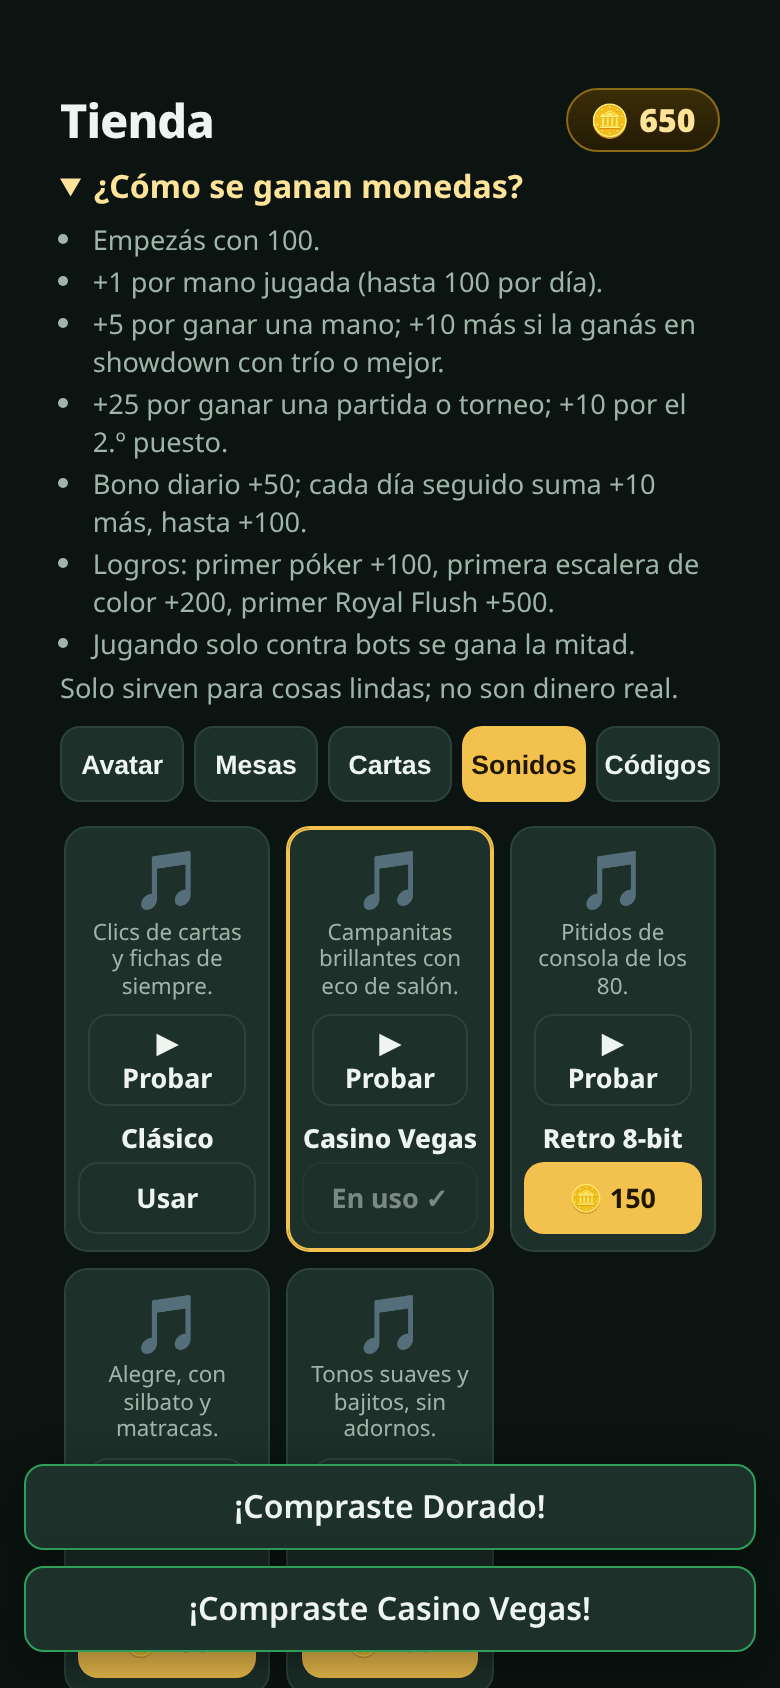 Tienda
650
¿Cómo se ganan monedas?
Empezás con 100.
+1 por mano jugada (hasta 100 por día).
+5 por ganar una mano; +10 más si la ganás en
showdown con trío o mejor.
+25 por ganar una partida o torneo; +10 por el
2.º puesto.
Bono diario +50; cada día seguido suma +10
más, hasta +100.
Logros: primer póker +100, primera escalera de
color +200, primer Royal Flush +500.
Jugando solo contra bots se gana la mitad.
Solo sirven para cosas lindas; no son dinero real.
Avatar Mesas Cartas Sonidos Códigos
Clics de cartas
y fichas de
siempre.
▶
Probar
Clásico
Usar
Campanitas
brillantes con
eco de salón.
▶
Probar
Casino Vegas
En uso ✓
Pitidos de
consola de los
80.
▶
Probar
Retro 8-bit
150
Alegre, con
silbato y
matracas.
Tonos suaves y
bajitos, sin
adornos.
¡Compraste Dorado!
¡Compraste Casino Vegas!